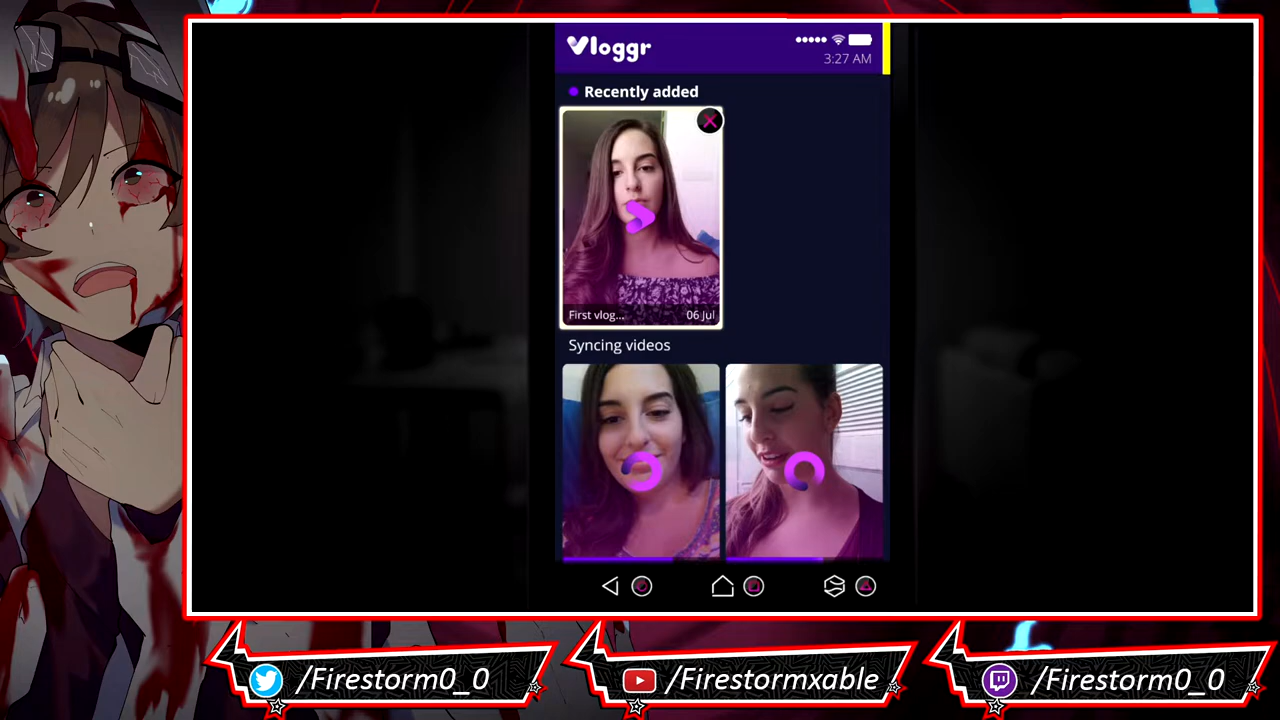 Vloggr
3:27 AM
Recently added
First vlog... 06 Jul
Syncing videos
/Firestorm0_0
/Firestormxable
/Firestorm0_0